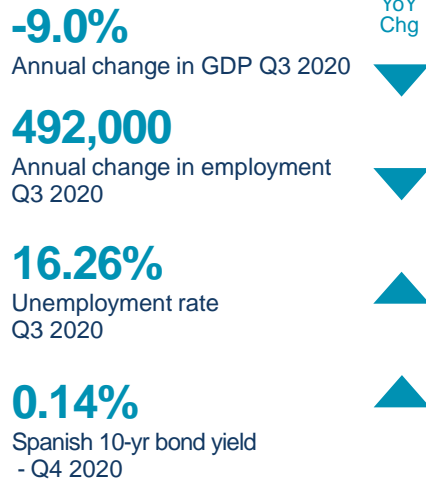 YoY
Chg
-9.0%
Annual change in GDP Q3 2020
492,000
Annual change in employment
Q3 2020
16.26%
Unemployment rate
Q3 2020
0.14%
Spanish 10-yr bond yield
- Q4 2020